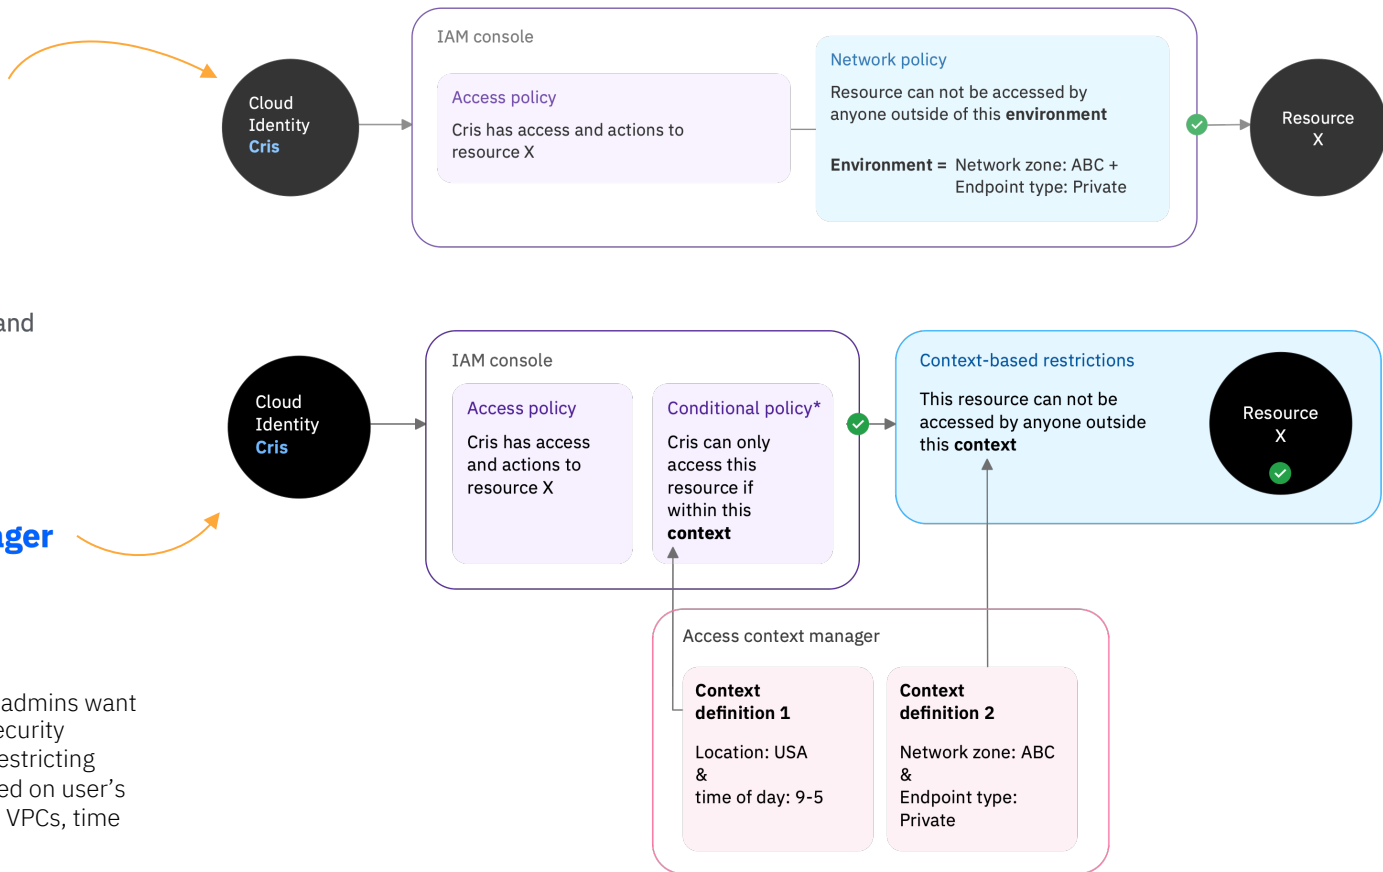 IAM console
Network policy
Resource can not be accessed by
anyone outside of this environment
Environment = Network zone: ABC +
Endpoint type: Private
Access policy
Cris has access and actions to
resource X
Cloud
Identity
Cris
Resource
X
and
IAM console
Access policy
Cris has access
and actions to
resource X
Conditional policy*
Cris can only
access this
resource if
within this
context
Cloud
Identity
Cris
Context-based restrictions
This resource can not be
accessed by anyone outside
this context
Resource
X
ager
Access context manager
Context
definition 1
Location: USA
&
time of day: 9-5
Context
definition 2
Network zone: ABC
&
Endpoint type:
Private
admins want
ecurity
estricting
ed on user's
VPCs, time